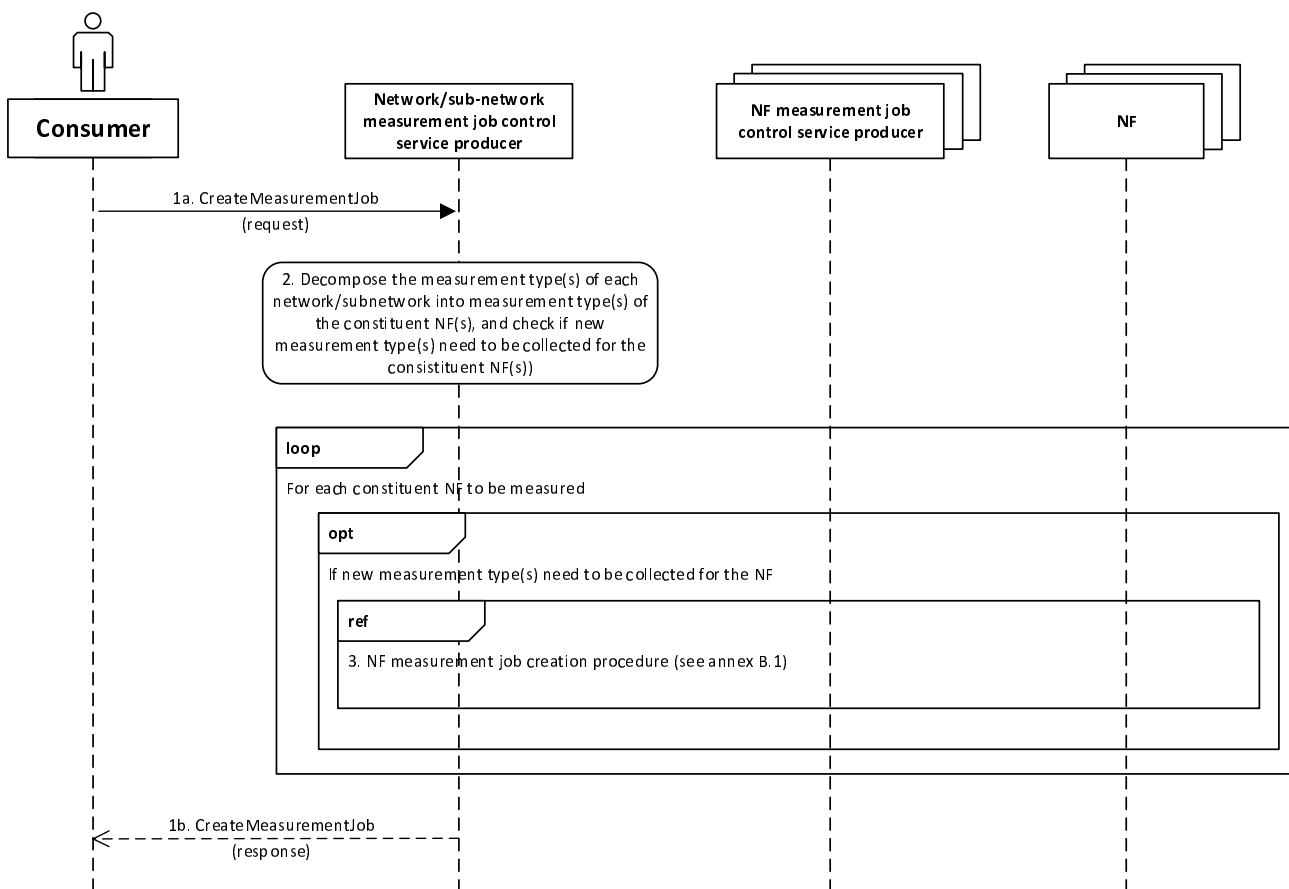 Consumer
Network/sub-network
measurement job control
service producer
NF measurement job
control service producer
NF
1a. CreateMeasurementJob
(request)
2. Decompose the measurement type(s) of each
network/subnetwork into measurement type(s) of
the constituent NF(s), and check if new
measurement type(s) need to be collected for the
consistituent NF(s))
loop
For each constituent NF to be measured
opt
If new measurement type(s) need to be collected for the NF
ref
3. NF measurement job creation procedure (see annex B.1)
1b. CreateMeasurementJob
(response)